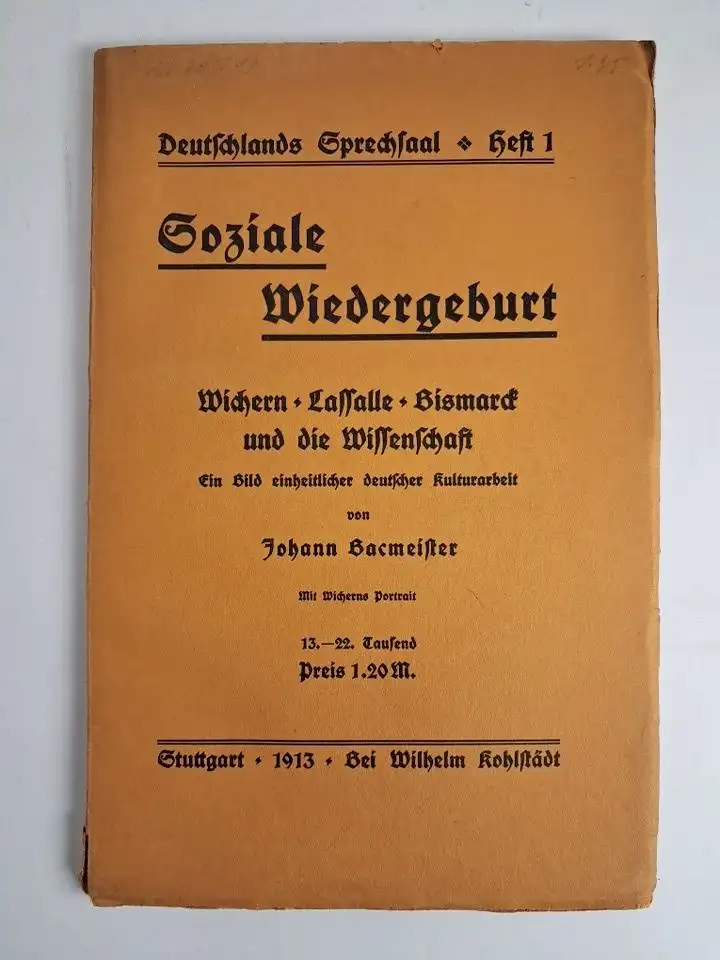 Deutſchlands Sprechſaal ❖ Heft 1
Soziale
Wiedergeburt
Wichern • Laſſalle • Bismarck
und die Wiſſenſchaft
Ein Bild einheitlicher deutſcher Kulturarbeit
von
Johann Bacmeiſter
Mit Wicherns Portrait
13.—22. Tauſend
Preis 1.20 M.
Stuttgart • 1913 • Bei Wilhelm Kohlſtädt